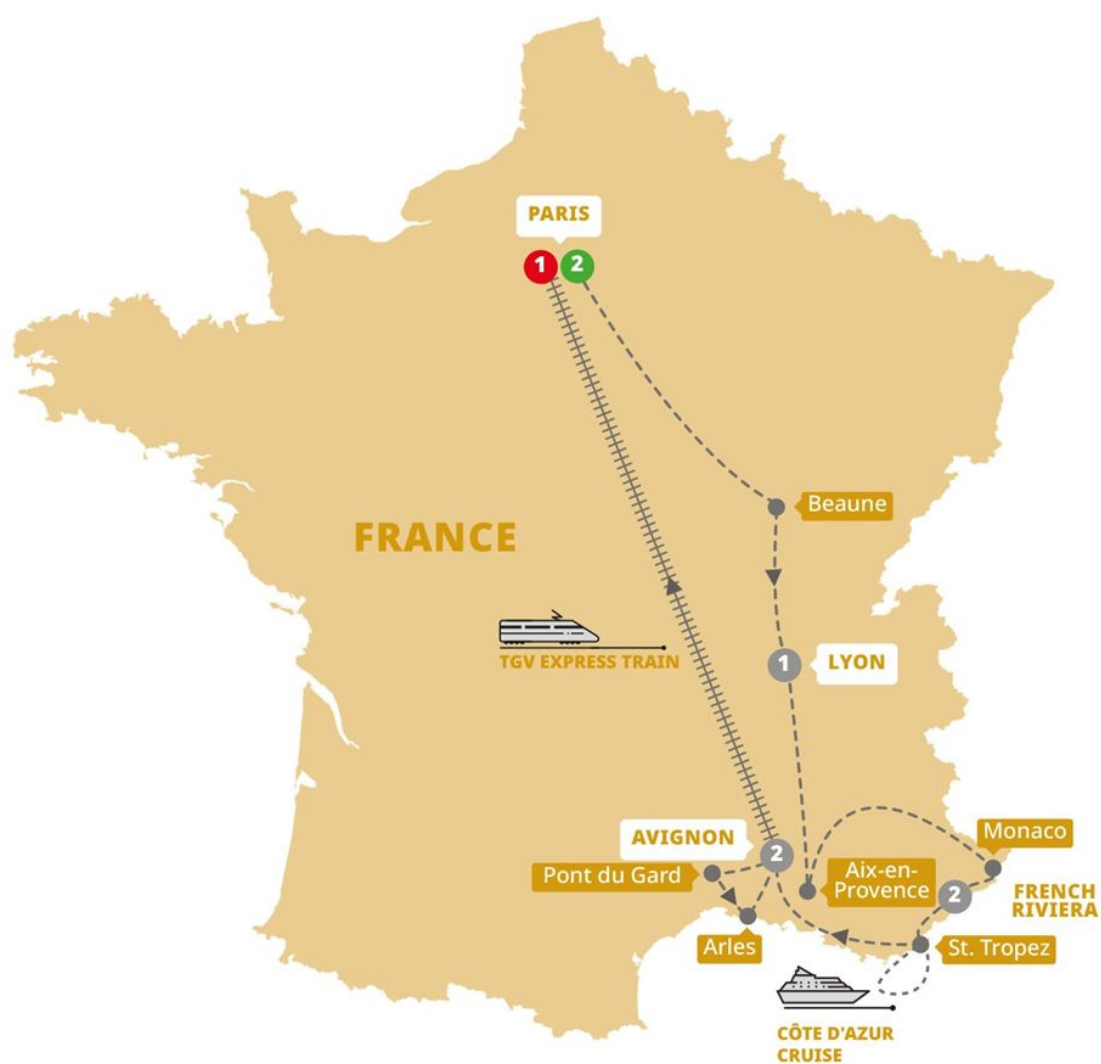 PARIS
1
2
Beaune
FRANCE
1
LYON
TGV EXPRESS TRAIN
AVIGNON
2
Pont du Gard
Monaco
Aix-en-
Provence
2
FRENCH
RIVIERA
Arles
St. Tropez
CÔTE D'AZUR
CRUISE